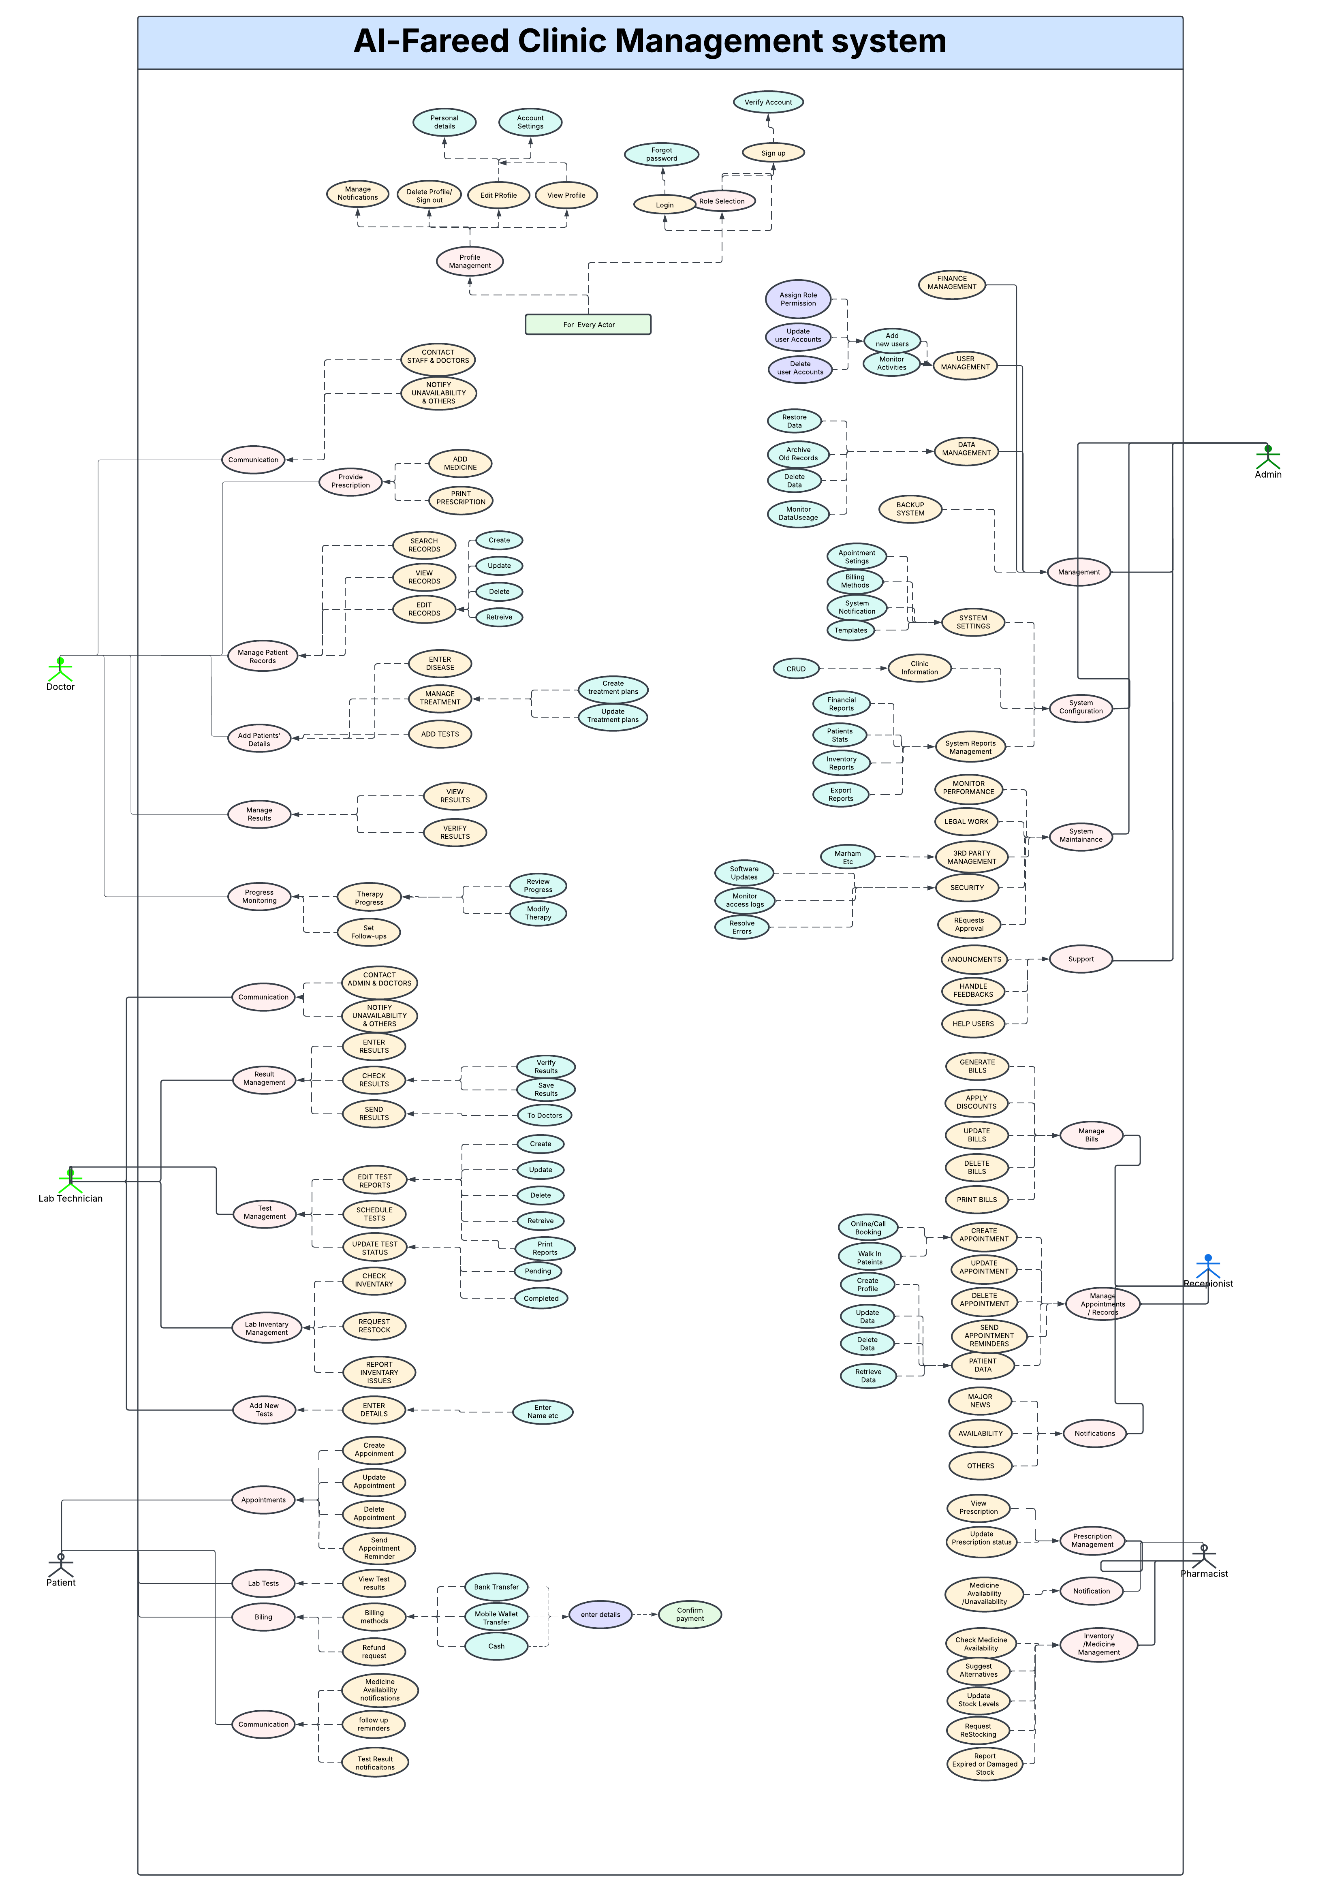 Al-Fareed Clinic Management system
Verify Account
Personal
details
Account
Settings
Forgot
password
Sign up
Manage
Notifications
Delete Profile/
Sign out
Edit PRofile
View Profile
Login
Role Selection
Profile
Management
For Every Actor
FINANCE
MANAGEMENT
Assign Role
Permission
Update
user Accounts
Delete
user Accounts
Add
new users
Monitor
Activities
USER
MANAGEMENT
CONTACT
STAFF & DOCTORS
NOTIFY
UNAVAILABILITY
& OTHERS
Communication
Provide
Prescription
ADD
MEDICINE
PRINT
PRESCRIPTION
Restore
Data
Archive
Old Records
Delete
Data
Monitor
DataUseage
DATA
MANAGEMENT
BACKUP
SYSTEM
Admin
Management
SEARCH
RECORDS
VIEW
RECORDS
EDIT
RECORDS
Create
Update
Delete
Retreive
Manage Patient
Records
Doctor
Apointment
Setings
Billing
Methods
System
Notification
Templates
SYSTEM
SETTINGS
CRUD
Clinic
Information
System
Configuration
ENTER
DISEASE
MANAGE
TREATMENT
ADD TESTS
Create
treatment plans
Update
Treatment plans
Add Patients'
Details
Financial
Reports
Patients
Stats
Inventory
Reports
Export
Reports
System Reports
Management
VIEW
RESULTS
VERIFY
RESULTS
Manage
Results
MONITOR
PERFORMANCE
LEGAL WORK
3RD PARTY
MANAGEMENT
SECURITY
REquests
Approval
System
Maintainance
Marham
Etc
Software
Updates
Monitor
access logs
Resolve
Errors
Progress
Monitoring
Therapy
Progress
Set
Follow-ups
Review
Progress
Modify
Therapy
ANOUNCMENTS
HANDLE
FEEDBACKS
HELP USERS
Support
Communication
CONTACT
ADMIN & DOCTORS
NOTIFY
UNAVAILABILITY
& OTHERS
Result
Management
ENTER
RESULTS
CHECK
RESULTS
SEND
RESULTS
Verify
Results
Save
Results
To Doctors
GENERATE
BILLS
APPLY
DISCOUNTS
UPDATE
BILLS
DELETE
BILLS
PRINT BILLS
Manage
Bills
Lab Technician
Test
Management
EDIT TEST
REPORTS
SCHEDULE
TESTS
UPDATE TEST
STATUS
Create
Update
Delete
Retreive
Print
Reports
Pending
Completed
Online/Call
Booking
Walk In
Pateints
Create
Profile
Update
Data
Delete
Data
Retrieve
Data
CREATE
APPOINTMENT
UPDATE
APPOINTMENT
DELETE
APPOINTMENT
SEND
APPOINTMENT
REMINDERS
PATIENT
DATA
Manage
Appointments
/ Records
Recepionist
Lab Inventary
Management
CHECK
INVENTARY
REQUEST
RESTOCK
REPORT
INVENTARY
ISSUES
Add New
Tests
ENTER
DETAILS
Enter
Name etc
MAJOR
NEWS
AVAILABILITY
OTHERS
Notifications
Appointments
Create
Appoinment
Update
Appointment
Delete
Appointment
Send
Appointment
Reminder
View
Prescription
Update
Prescription status
Prescription
Management
Pharmacist
Patient
Lab Tests
View Test
results
Biling
Billing
methods
Refund
request
Bank Transfer
Mobile Wallet
Transfer
Cash
enter details
Confirm
payment
Medicine
Availability
/Unavailability
Notification
Inventory
/Medicine
Management
Check Medicine
Availability
Suggest
Alternatives
Update
Stock Levels
Request
ReStocking
Report
Expired or Damaged
Stock
Communication
Medicine
Availability
notifications
follow up
reminders
Test Result
notificaitons